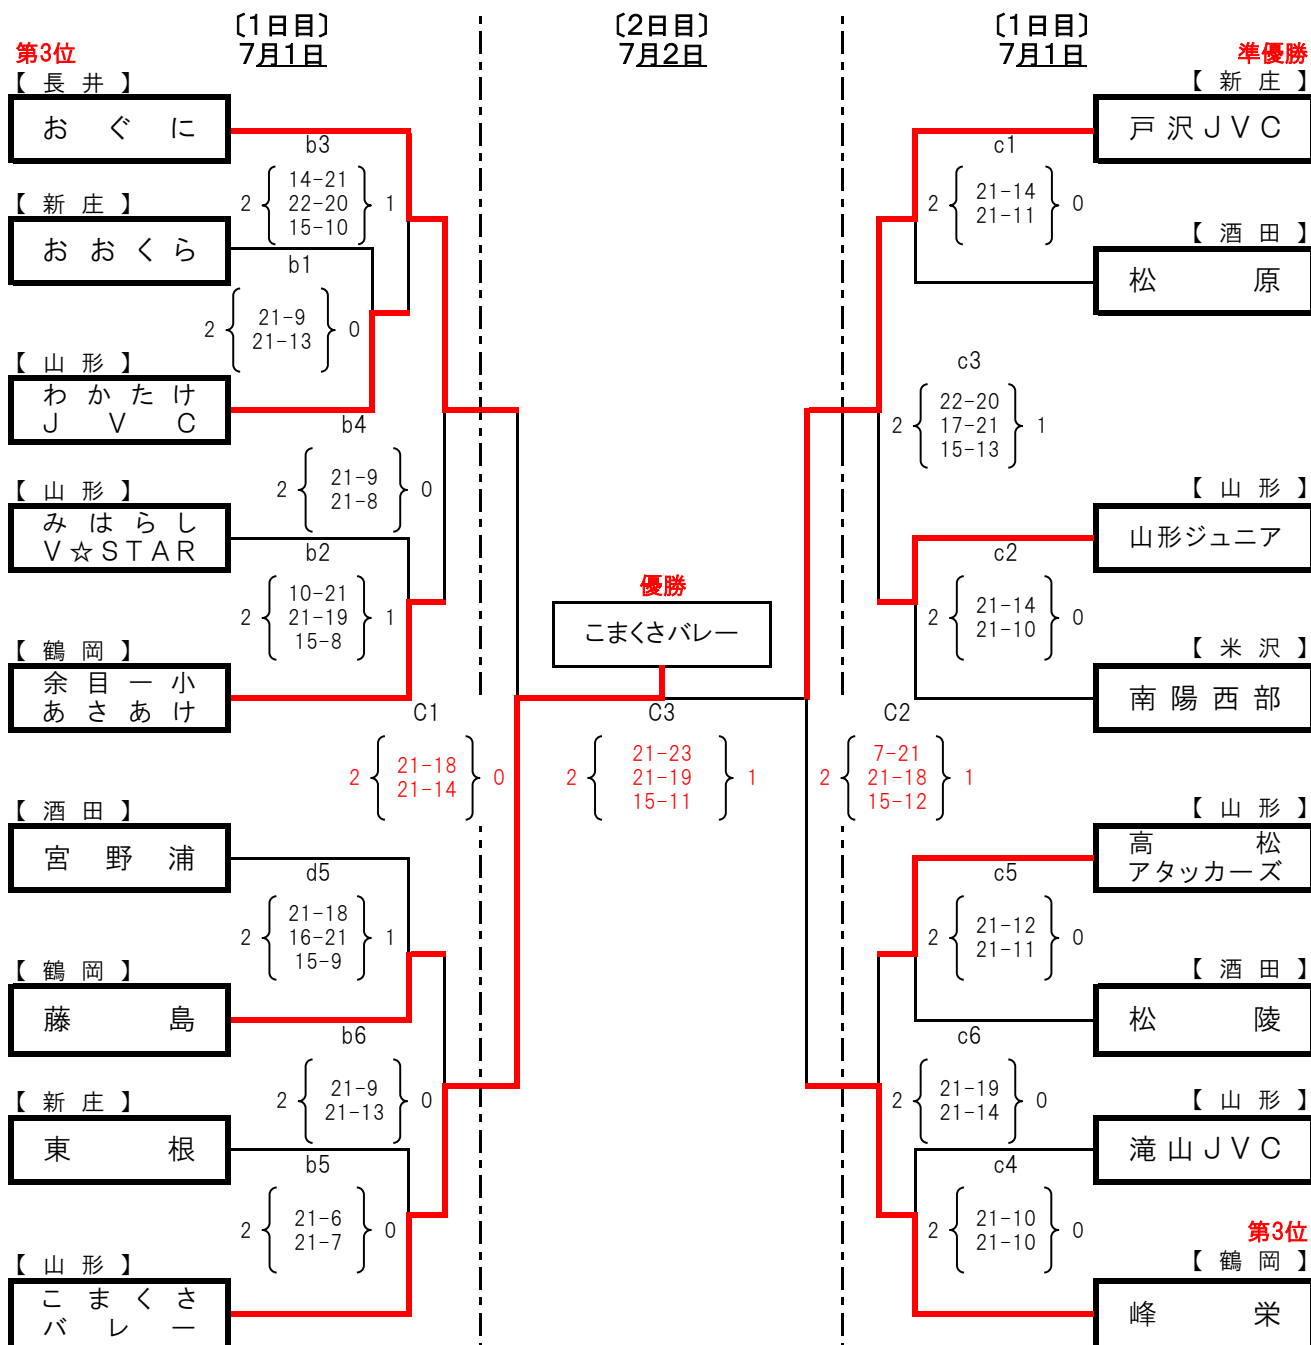 〔1日目〕
7月1日
〔2日目〕
7月2日
〔1日目〕
7月1日
第3位
【 長 井 】
お ぐ に
b3
14-21
2 22-20 1
15-10
【 新 庄 】
お お く ら
b1
2 21-9 0
21-13
【 山 形 】
わ か た け
J V C
b4
2 21-9 0
21-8
【 山 形 】
み は ら し
V☆STAR
b2
10-21
2 21-19 1
15-8
【 鶴 岡 】
余 目 一 小
あ さ あ け
C1
2 21-18 0
21-14
【 酒 田 】
宮 野 浦
d5
21-18
2 16-21 1
15-9
【 鶴 岡 】
藤 島
b6
2 21-9 0
21-13
【 新 庄 】
東 根
b5
2 21-6 0
21-7
【 山 形 】
こ ま く さ
バ レ ー
優勝
こまくさバレー
C3
21-23
2 21-19 1
15-11
準優勝
【 新 庄 】
戸沢JVC
c1
2 21-14 0
21-11
【 酒 田 】
松 原
c3
22-20
2 17-21 1
15-13
【 山 形 】
山形ジュニア
c2
2 21-14 0
21-10
【 米 沢 】
南陽西部
C2
7-21
2 21-18 1
15-12
【 山 形 】
高 松
アタッカーズ
c5
2 21-12 0
21-11
【 酒 田 】
松 陵
c6
2 21-19 0
21-14
【 山 形 】
滝山JVC
c4
2 21-10 0
21-10
第3位
【 鶴 岡 】
峰 栄